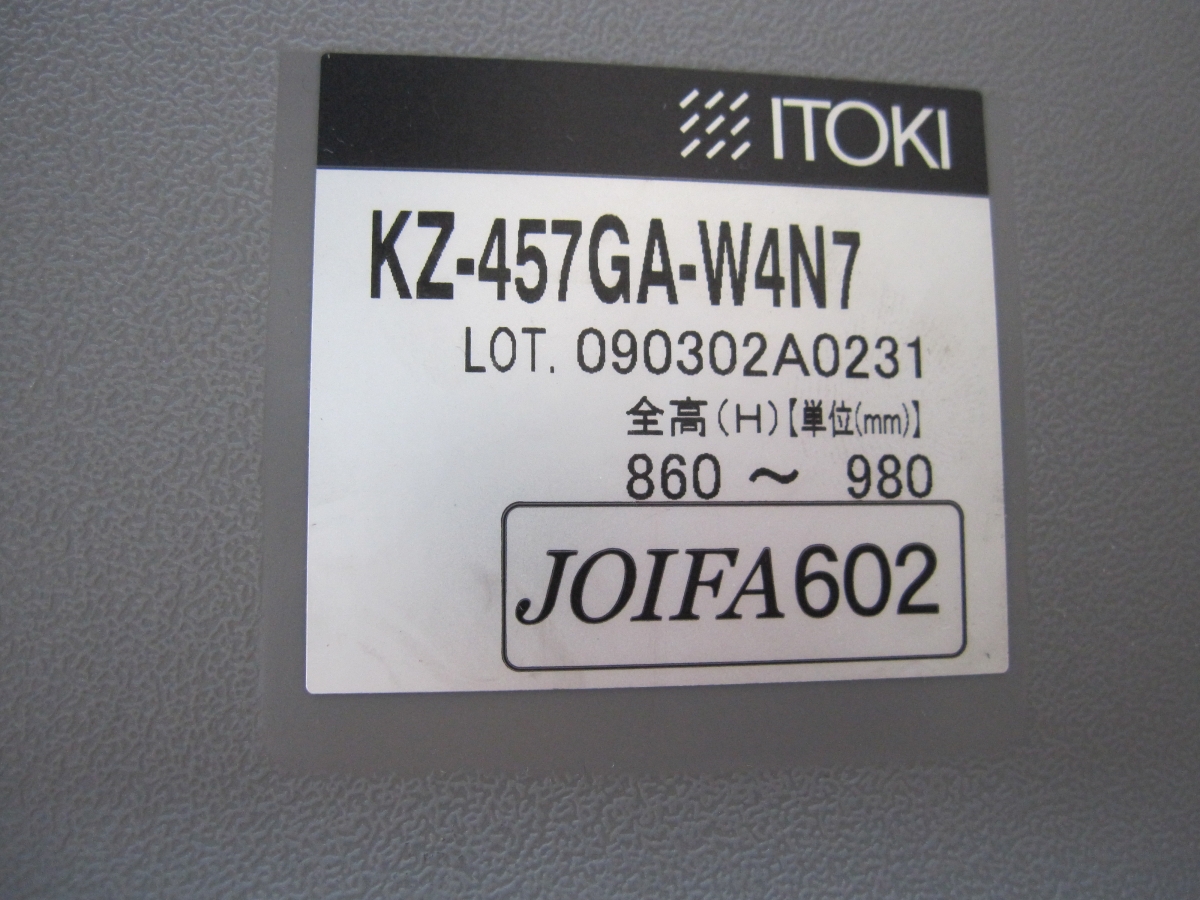 ITOKI
KZ-457GA-W4N7
LOT. 090302A0231
全高(H)【単位(mm)】
860 ～ 980
JOIFA602